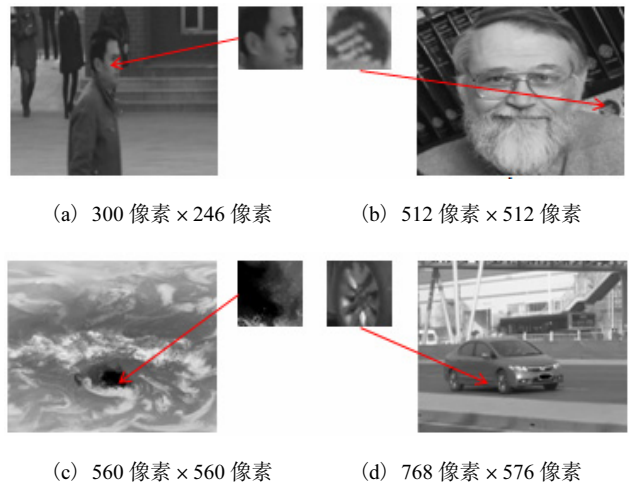 (a) 300 像素 × 246 像素
(b) 512 像素 × 512 像素
(c) 560 像素 × 560 像素
(d) 768 像素 × 576 像素